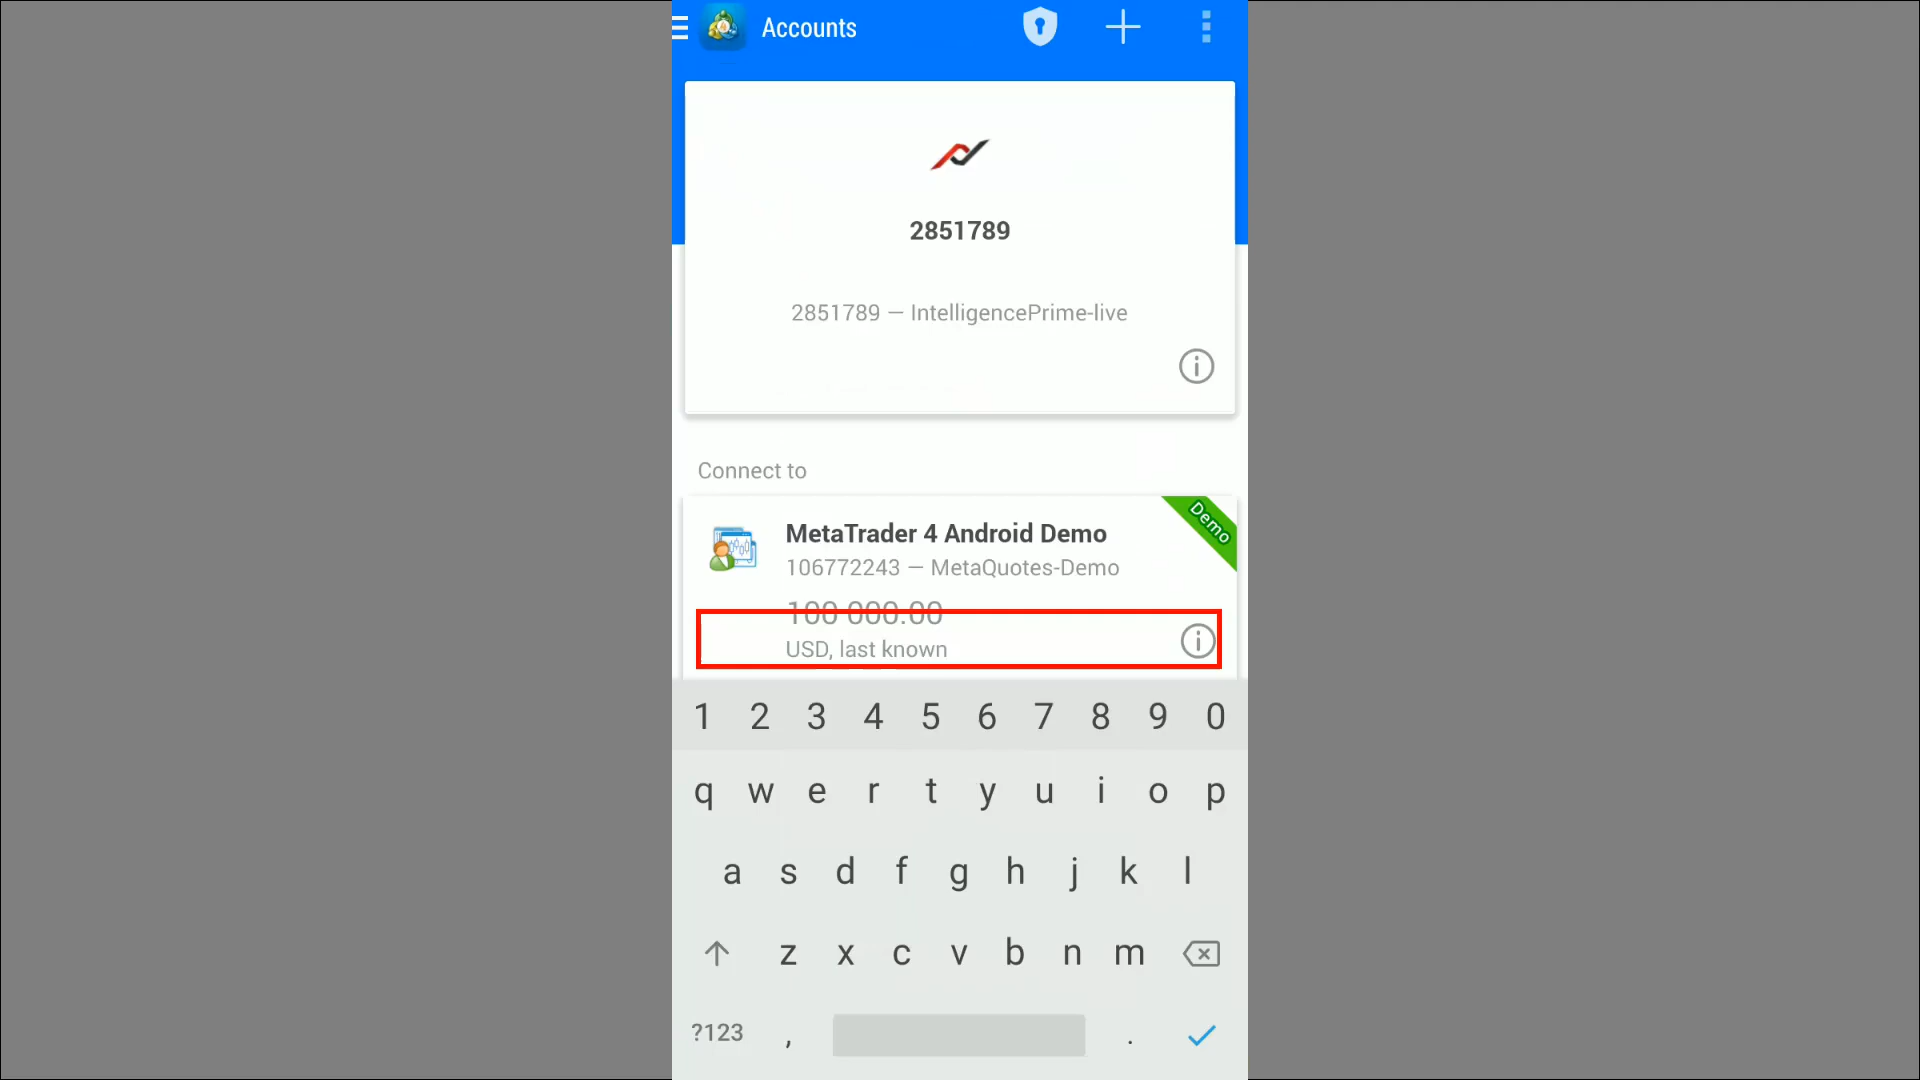 Accounts
2851789
2851789 — IntelligencePrime-live
Connect to
MetaTrader 4 Android Demo
Demo
106772243 — MetaQuotes-Demo
100 000.00
USD, last known
1 2 3 4 5 6 7 8 9 0
q w e r t y u i o p
a s d f g h j k l
z x c v b n m
?123 , .